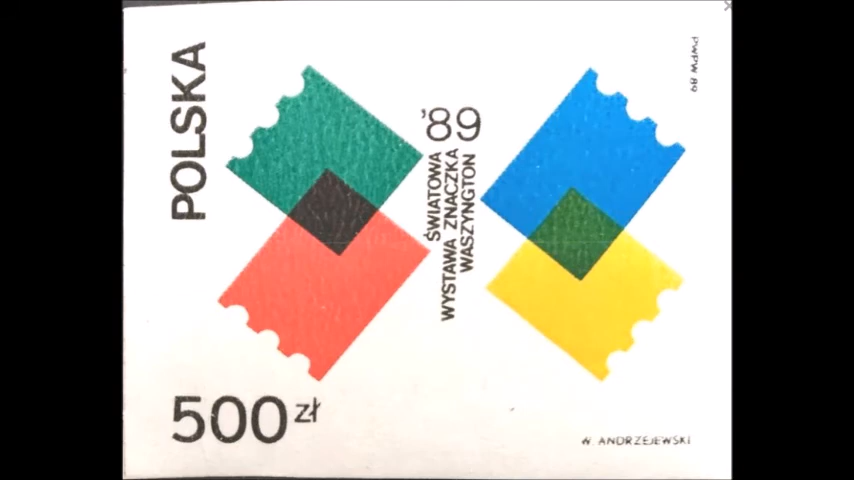 POLSKA
'89
ŚWIATOWA
WYSTAWA ZNACZKA
WASZYNGTON
PWPW 89
500 zł
W. ANDRZEJEWSKI